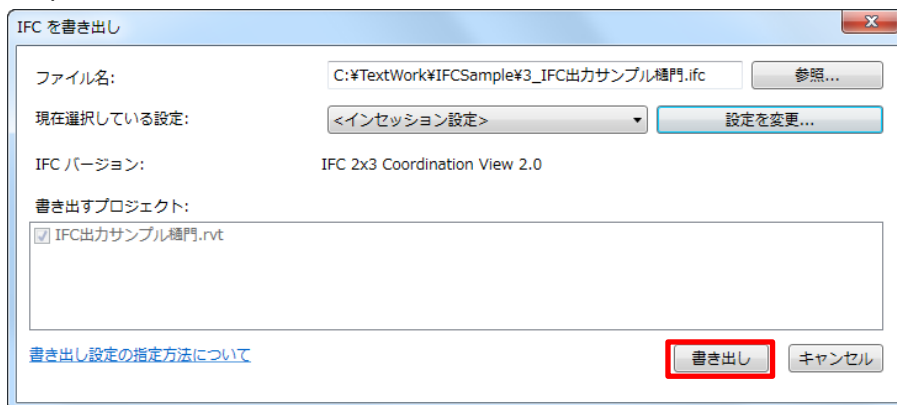 IFC を書き出し
ファイル名: C:¥TextWork¥IFCSample¥3_IFC出力サンプル樋門.ifc 参照...
現在選択している設定: <インセッション設定> 設定を変更...
IFC バージョン: IFC 2x3 Coordination View 2.0
書き出すプロジェクト:
IFC出力サンプル樋門.rvt
書き出し設定の指定方法について 書き出し キャンセル